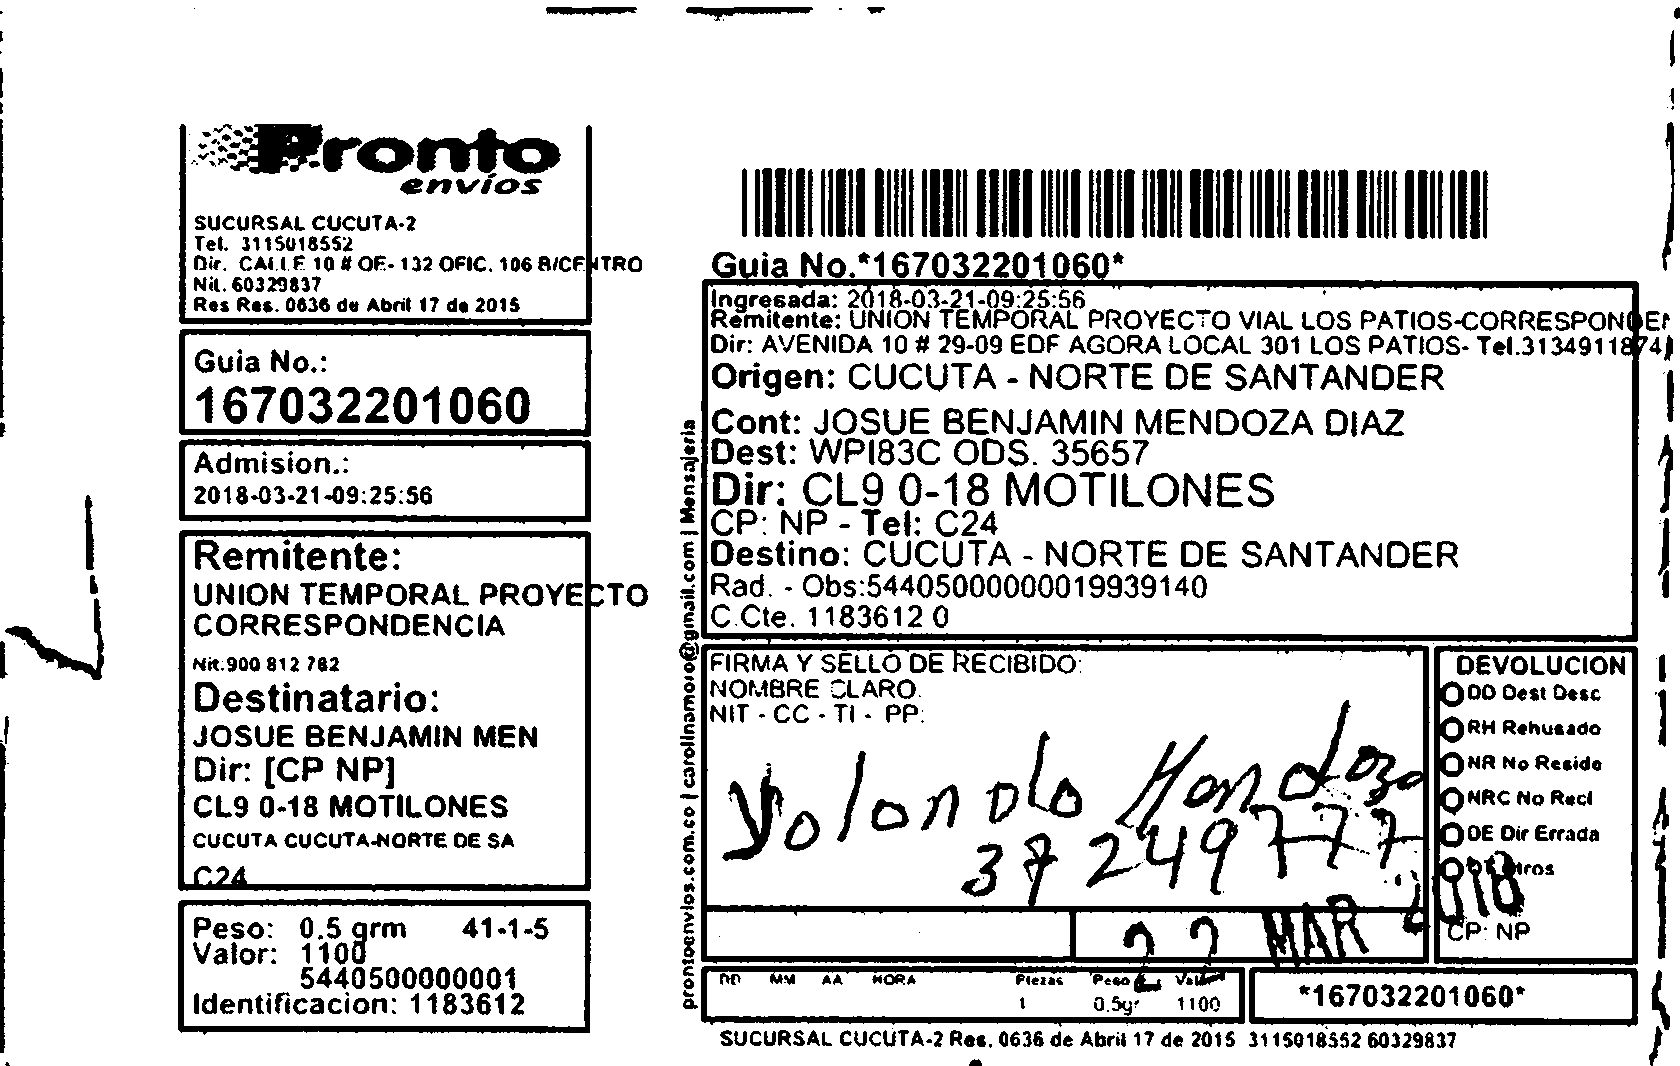 Pronto
envíos
SUCURSAL CUCUTA-2
Tel. 3115018552
Dir. CALLE 10 # OE- 132 OFIC. 106 B/CENTRO
Nit. 60329837
Res Res. 0636 de Abril 17 de 2015
Guia No.:
167032201060
Admision.:
2018-03-21-09:25:56
Remitente:
UNION TEMPORAL PROYECTO
CORRESPONDENCIA
Nit:900 812 782
Destinatario:
JOSUE BENJAMIN MEN
Dir: [CP NP]
CL9 0-18 MOTILONES
CUCUTA CUCUTA-NORTE DE SA
C24
Peso: 0.5 grm 41-1-5
Valor: 1100
5440500000001
Identificacion: 1183612
prontoenvios.com.co | carolinamoro@gmail.com | Mensajeria
Guia No.*167032201060*
Ingresada: 2018-03-21-09:25:56
Remitente: UNION TEMPORAL PROYECTO VIAL LOS PATIOS-CORRESPONDEN
Dir: AVENIDA 10 # 29-09 EDF AGORA LOCAL 301 LOS PATIOS- Tel.3134911874
Origen: CUCUTA - NORTE DE SANTANDER
Cont: JOSUE BENJAMIN MENDOZA DIAZ
Dest: WPI83C ODS. 35657
Dir: CL9 0-18 MOTILONES
CP: NP - Tel: C24
Destino: CUCUTA - NORTE DE SANTANDER
Rad. - Obs:54405000000019939140
C.Cte. 1183612 0
FIRMA Y SELLO DE RECIBIDO:
NOMBRE CLARO.
NIT - CC - TI - PP:
Yolanda Mendoza
37249777
22 MAR 2018
DEVOLUCION
DD Dest Desc
RH Rehusado
NR No Reside
NRC No Recl
DE Dir Errada
OT Otros
CP: NP
DD MM AA HORA Piezas Peso Valor
1 0.5gr 1100
*167032201060*
SUCURSAL CUCUTA-2 Res. 0636 de Abril 17 de 2015 3115018552 60329837